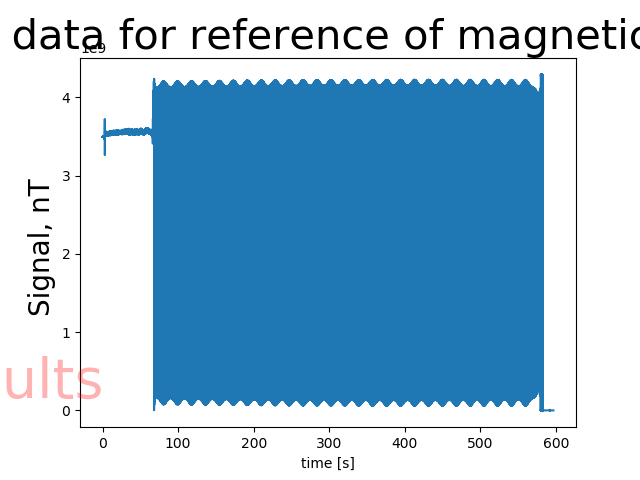 data for reference of magnetic
1e9
Signal, nT
4
3
2
1
0
ults
0 100 200 300 400 500 600
time [s]